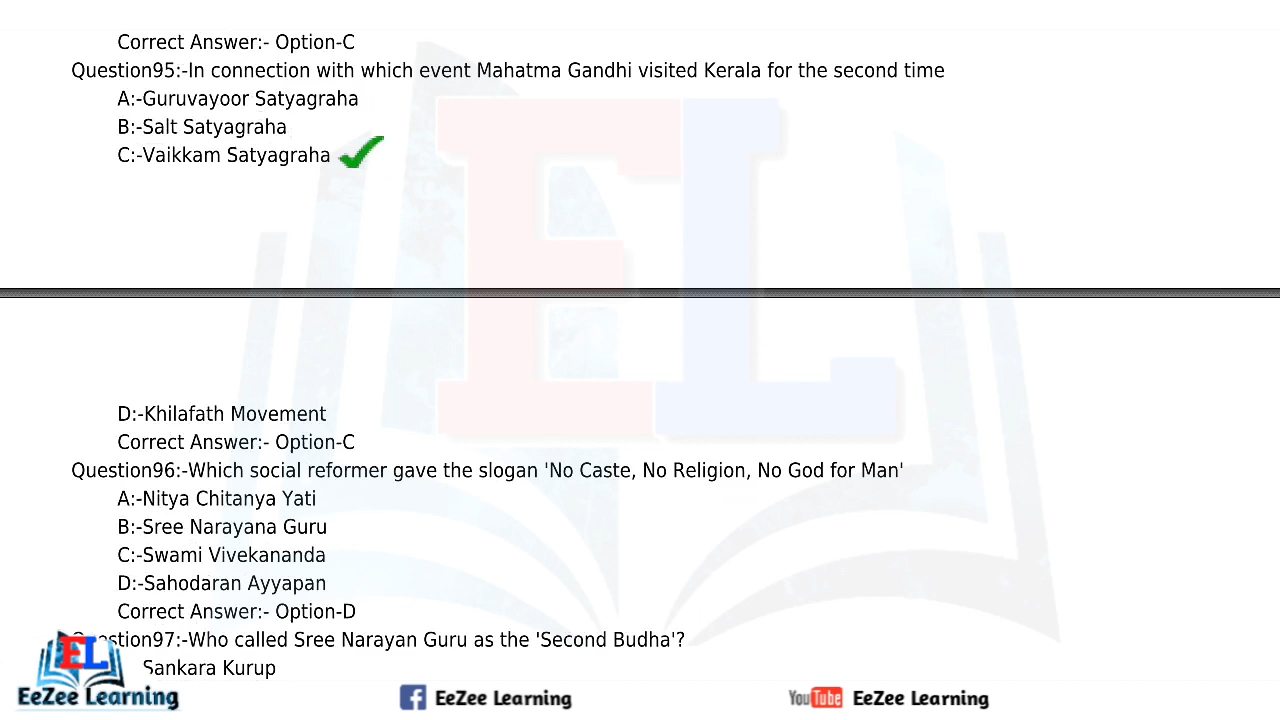 Correct Answer:- Option-C
Question95:-In connection with which event Mahatma Gandhi visited Kerala for the second time
A:-Guruvayoor Satyagraha
B:-Salt Satyagraha
C:-Vaikkam Satyagraha
D:-Khilafath Movement
Correct Answer:- Option-C
Question96:-Which social reformer gave the slogan 'No Caste, No Religion, No God for Man'
A:-Nitya Chitanya Yati
B:-Sree Narayana Guru
C:-Swami Vivekananda
D:-Sahodaran Ayyapan
Correct Answer:- Option-D
estion97:-Who called Sree Narayan Guru as the 'Second Budha'?
Sankara Kurup
EL
EeZee Learning
EeZee Learning
YouTube EeZee Learning